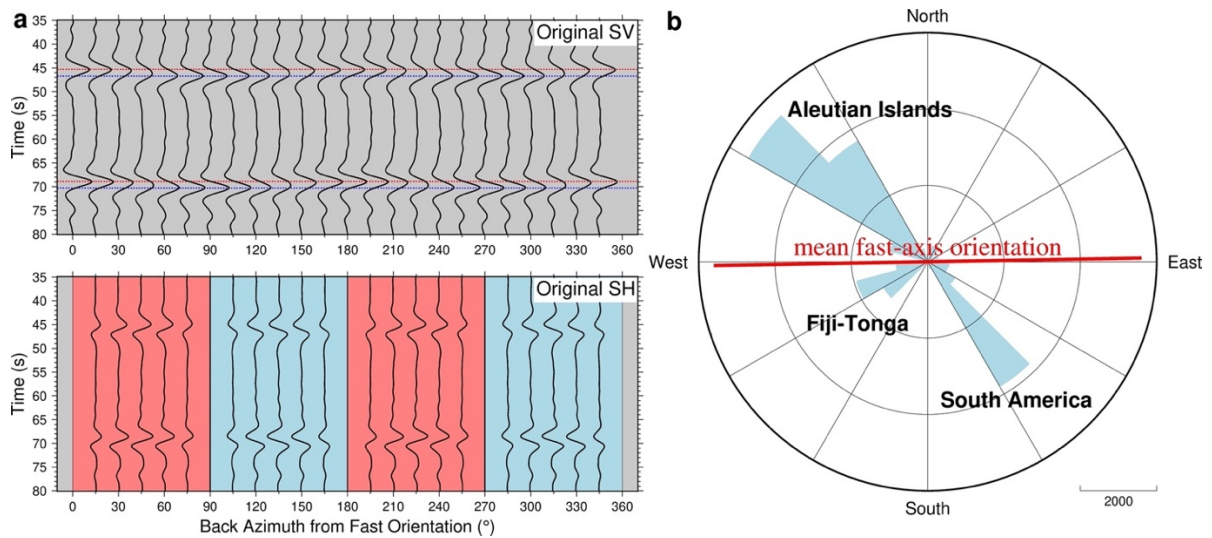 a
Original SV
35
40
45
50
55
60
65
70
75
80
Time (s)
0 30 60 90 120 150 180 210 240 270 300 330 360
Original SH
35
40
45
50
55
60
65
70
75
80
Time (s)
0 30 60 90 120 150 180 210 240 270 300 330 360
Back Azimuth from Fast Orientation (°)
b
North
Aleutian Islands
mean fast-axis orientation
West
East
Fiji-Tonga
South America
South
2000